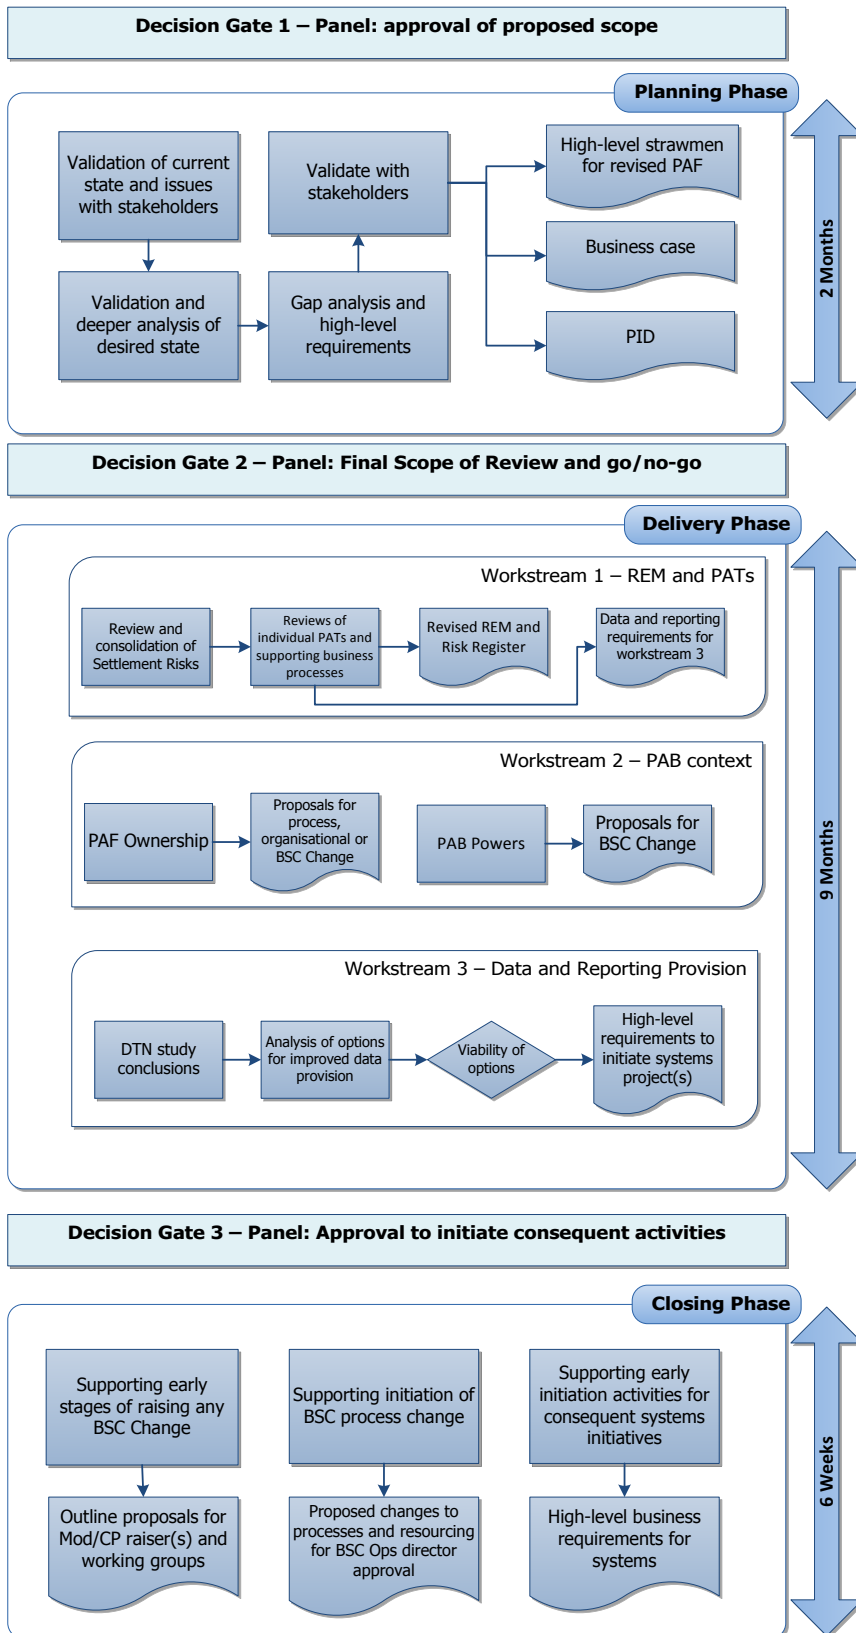 Decision Gate 1 – Panel: approval of proposed scope
Planning Phase
Validation of current
state and issues
with stakeholders
Validate with
stakeholders
High-level strawmen
for revised PAF
Business case
Validation and
deeper analysis of
desired state
Gap analysis and
high-level
requirements
PID
2 Months
Decision Gate 2 – Panel: Final Scope of Review and go/no-go
Delivery Phase
Workstream 1 – REM and PATs
Review and
consolidation of
Settlement Risks
Reviews of
individual PATs and
supporting business
processes
Revised REM and
Risk Register
Data and reporting
requirements for
workstream 3
Workstream 2 – PAB context
PAF Ownership
Proposals for
process,
organisational or
BSC Change
PAB Powers
Proposals for
BSC Change
Workstream 3 – Data and Reporting Provision
DTN study
conclusions
Analysis of options
for improved data
provision
Viability of
options
High-level
requirements to
initiate systems
project(s)
9 Months
Decision Gate 3 – Panel: Approval to initiate consequent activities
Closing Phase
Supporting early
stages of raising any
BSC Change
Supporting initiation of
BSC process change
Supporting early
initiation activities for
consequent systems
initiatives
Outline proposals for
Mod/CP raiser(s) and
working groups
Proposed changes to
processes and resourcing
for BSC Ops director
approval
High-level business
requirements for
systems
6 Weeks